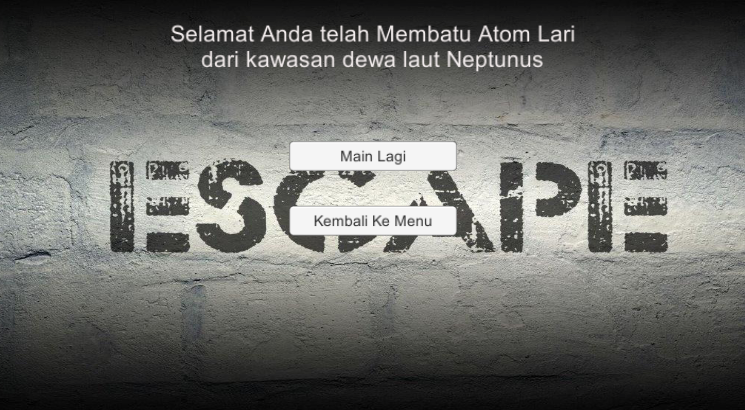 Selamat Anda telah Membatu Atom Lari
dari kawasan dewa laut Neptunus
Main Lagi
ESCAPE
Kembali Ke Menu